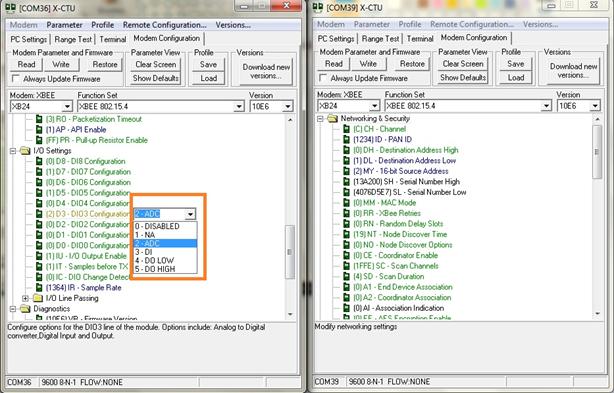 [COM36] X-CTU
Modem Parameter Profile Remote Configuration... Versions...
PC Settings Range Test Terminal Modem Configuration
Modem Parameter and Firmware Parameter View Profile Versions
Read Write Restore Clear Screen Save Download new
versions...
Always Update Firmware Show Defaults Load
Modem: XBEE Function Set Version
XB24 XBEE 802.15.4 10E6
(3) RO - Packetization Timeout
(1) AP - API Enable
(FF) PR - Pull-up Resistor Enable
I/O Settings
(0) D8 - DI8 Configuration
(0) D7 - DIO7 Configuration
(0) D6 - DIO6 Configuration
(1) D5 - DIO5 Configuration
(0) D4 - DIO4 Configuration
(2) D3 - DIO3 Configuration 2 - ADC
(0) D2 - DIO2 Configuration
(0) D1 - DIO1 Configuration
(0) D0 - DIO0 Configuration
0 - DISABLED
1 - NA
2 - ADC
3 - DI
4 - DO LOW
5 - DO HIGH
(1) IU - I/O Output Enable
(1) IT - Samples before TX
(0) IC - DIO Change Detect
(1364) IR - Sample Rate
I/O Line Passing
Diagnostics
(10E6) VR - Firmware Version
Configure options for the DIO3 line of the module. Options include: Analog to Digital
converter,Digital Input and Output.
COM36 9600 8-N-1 FLOW:NONE
[COM39] X-CTU
Modem Parameter Profile Remote Configuration... Versions...
PC Settings Range Test Terminal Modem Configuration
Modem Parameter and Firmware Parameter View Profile Versions
Read Write Restore Clear Screen Save Download new
versions...
Always Update Firmware Show Defaults Load
Modem: XBEE Function Set Version
XB24 XBEE 802.15.4 10E6
Networking & Security
(C) CH - Channel
(1234) ID - PAN ID
(0) DH - Destination Address High
(1) DL - Destination Address Low
(2) MY - 16-bit Source Address
(13A200) SH - Serial Number High
(4076D5E7) SL - Serial Number Low
(0) MM - MAC Mode
(0) RR - XBee Retries
(0) RN - Random Delay Slots
(19) NT - Node Discover Time
(0) NO - Node Discover Options
(0) CE - Coordinator Enable
(1FFE) SC - Scan Channels
(4) SD - Scan Duration
(0) A1 - End Device Association
(0) A2 - Coordinator Association
(0) AI - Association Indication
(0) EE - AES Encryption Enable
Modify networking settings
COM39 9600 8-N-1 FLOW:NONE